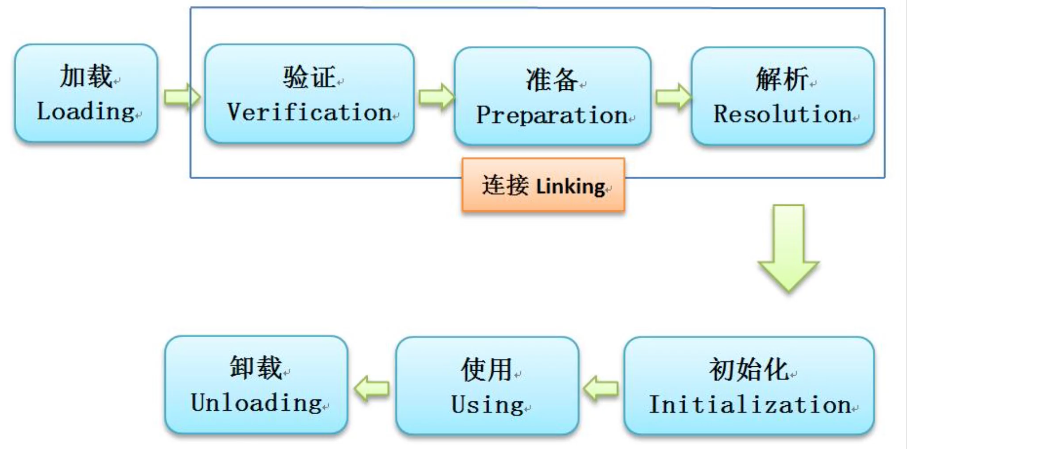 加载
Loading
验证
Verification
准备
Preparation
解析
Resolution
连接 Linking
初始化
Initialization
使用
Using
卸载
Unloading